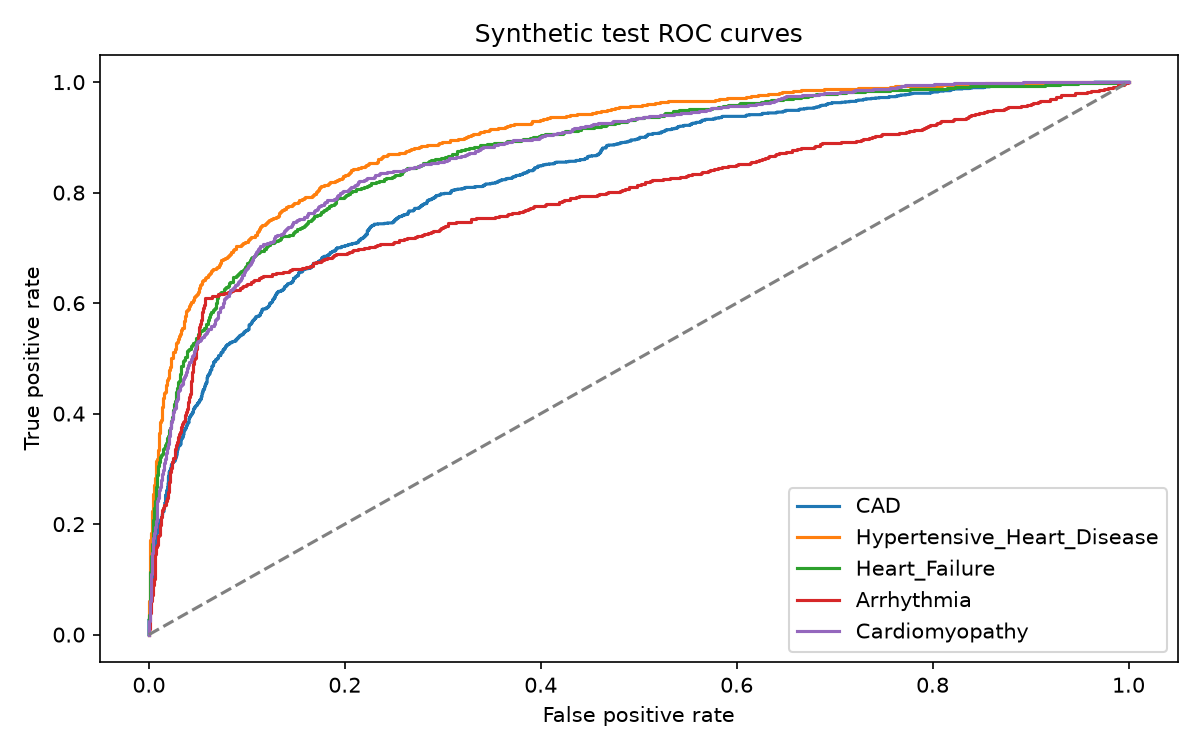 Synthetic test ROC curves
True positive rate
1.0
0.8
0.6
0.4
0.2
0.0
0.0 0.2 0.4 0.6 0.8 1.0
False positive rate
CAD
Hypertensive_Heart_Disease
Heart_Failure
Arrhythmia
Cardiomyopathy